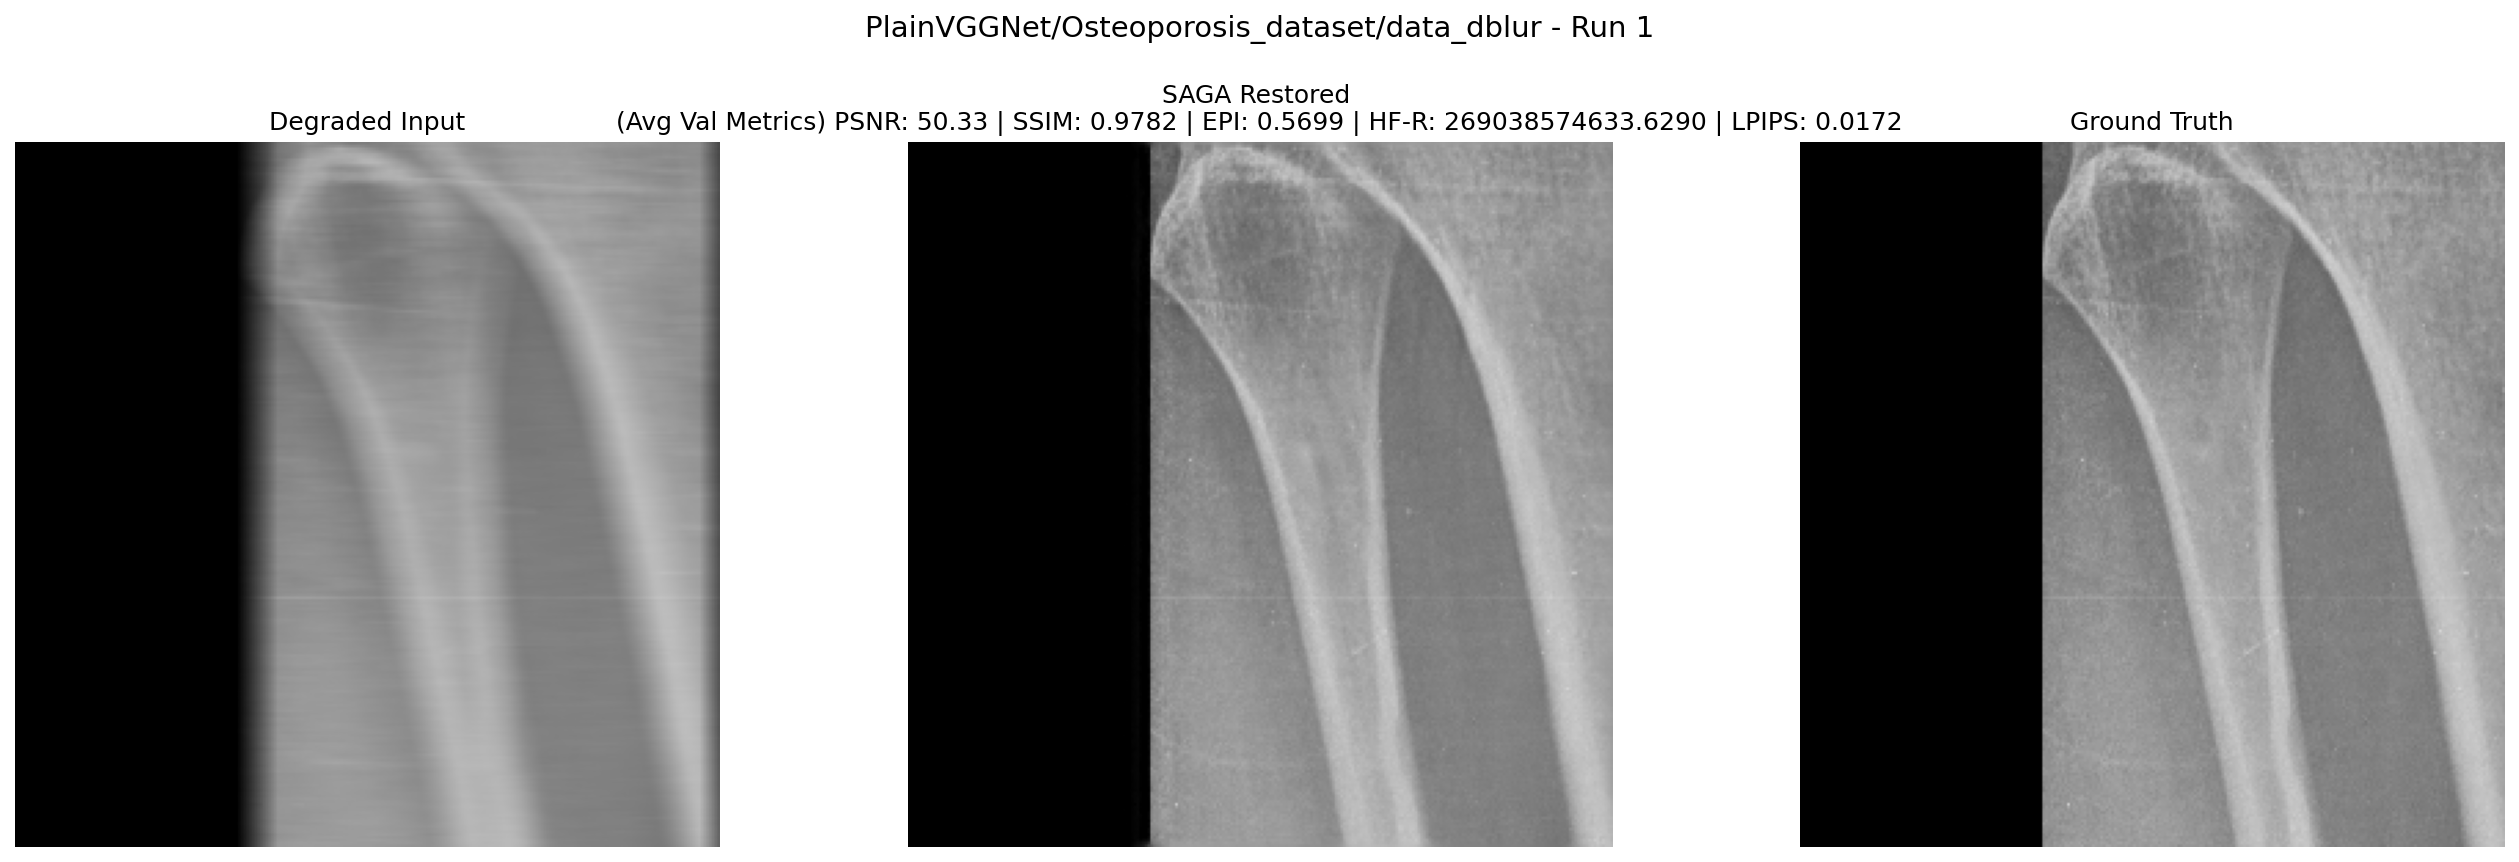 PlainVGGNet/Osteoporosis_dataset/data_dblur - Run 1
Degraded Input
SAGA Restored
(Avg Val Metrics) PSNR: 50.33 | SSIM: 0.9782 | EPI: 0.5699 | HF-R: 269038574633.6290 | LPIPS: 0.0172
Ground Truth